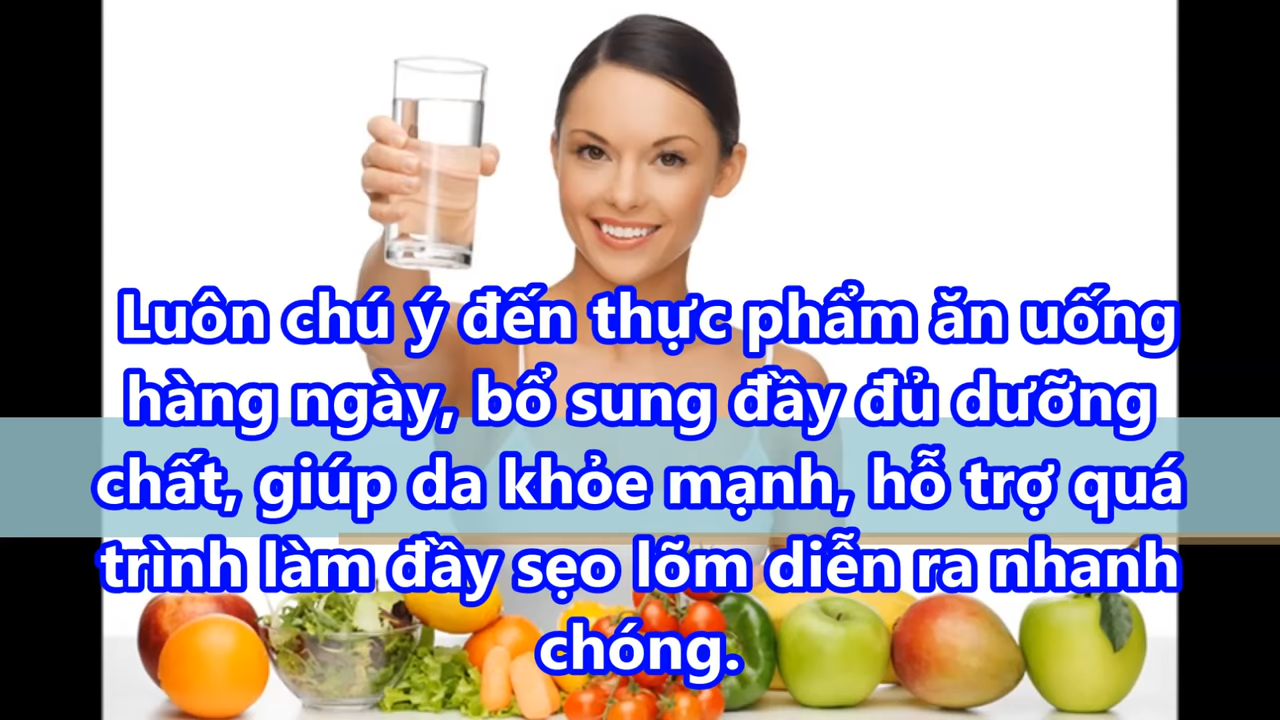 Luôn chú ý đến thực phẩm ăn uống
hàng ngày, bổ sung đầy đủ dưỡng
chất, giúp da khỏe mạnh, hỗ trợ quá
trình làm đầy sẹo lõm diễn ra nhanh
chóng.